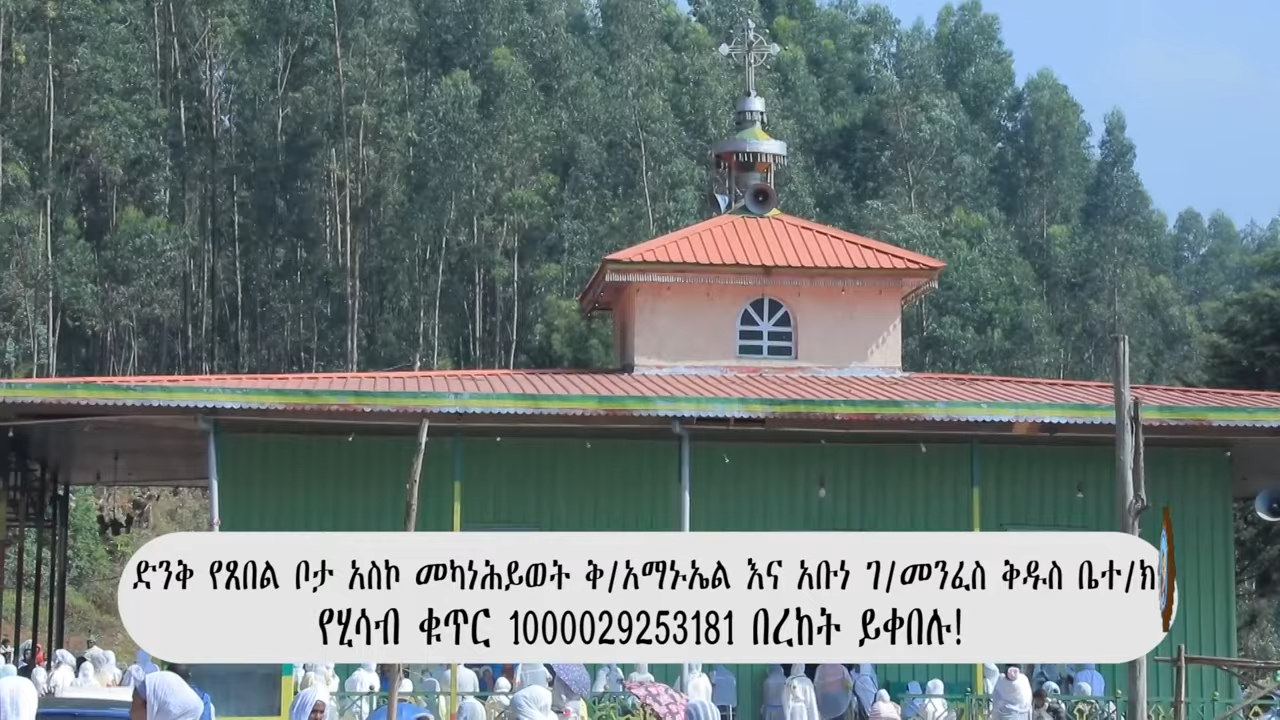 ድንቅ የጸበል ቦታ አስኮ መካነሕይወት ቅ/አማኑኤል እና አቡነ ገ/መንፈስ ቅዱስ ቤተ/ክ
የሂሳብ ቁጥር 1000029253181 በረከት ይቀበሉ!